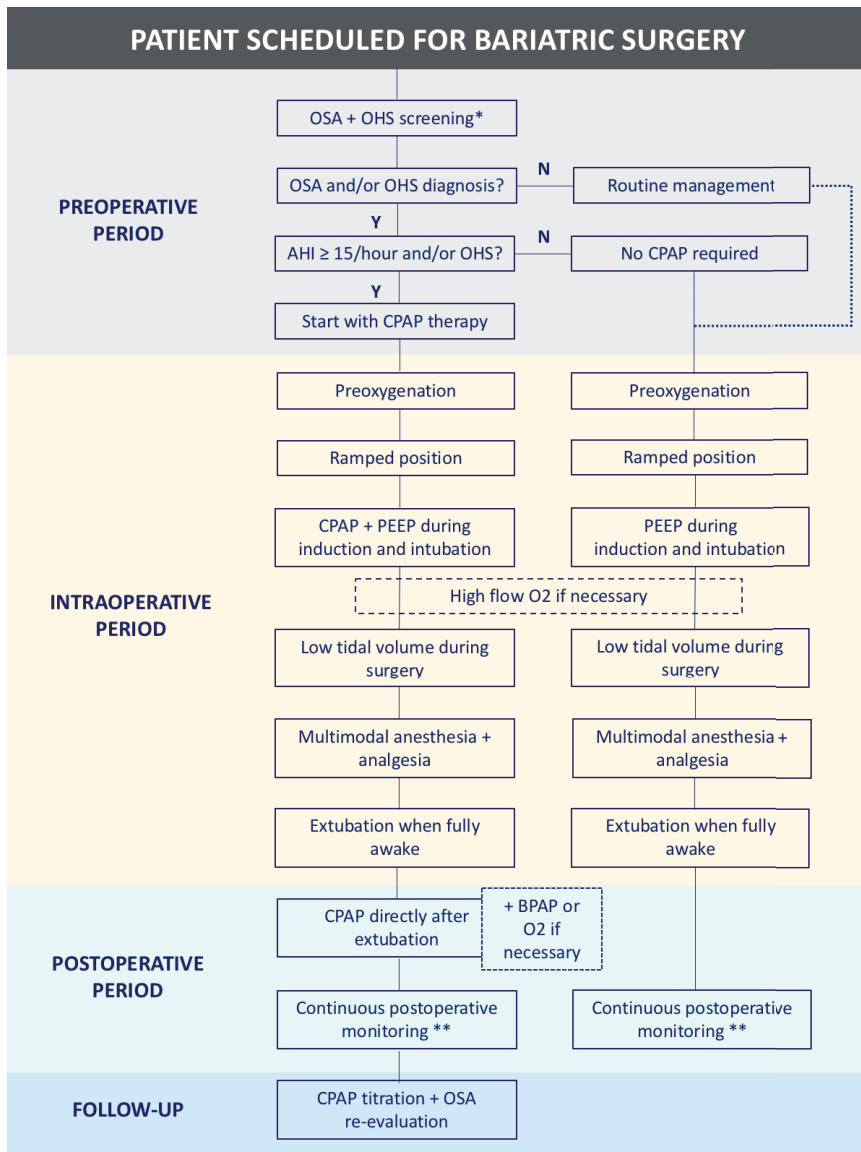 PATIENT SCHEDULED FOR BARIATRIC SURGERY
OSA + OHS screening*
PREOPERATIVE
PERIOD
OSA and/or OHS diagnosis?
N
Routine management
Y
AHI ≥ 15/hour and/or OHS?
N
No CPAP required
Y
Start with CPAP therapy
INTRAOPERATIVE
PERIOD
Preoxygenation
Preoxygenation
Ramped position
Ramped position
CPAP + PEEP during
induction and intubation
PEEP during
induction and intubation
High flow O2 if necessary
Low tidal volume during
surgery
Low tidal volume during
surgery
Multimodal anesthesia +
analgesia
Multimodal anesthesia +
analgesia
Extubation when fully
awake
Extubation when fully
awake
POSTOPERATIVE
PERIOD
CPAP directly after
extubation
+ BPAP or
O2 if
necessary
Continuous postoperative
monitoring **
Continuous postoperative
monitoring **
FOLLOW-UP
CPAP titration + OSA
re-evaluation